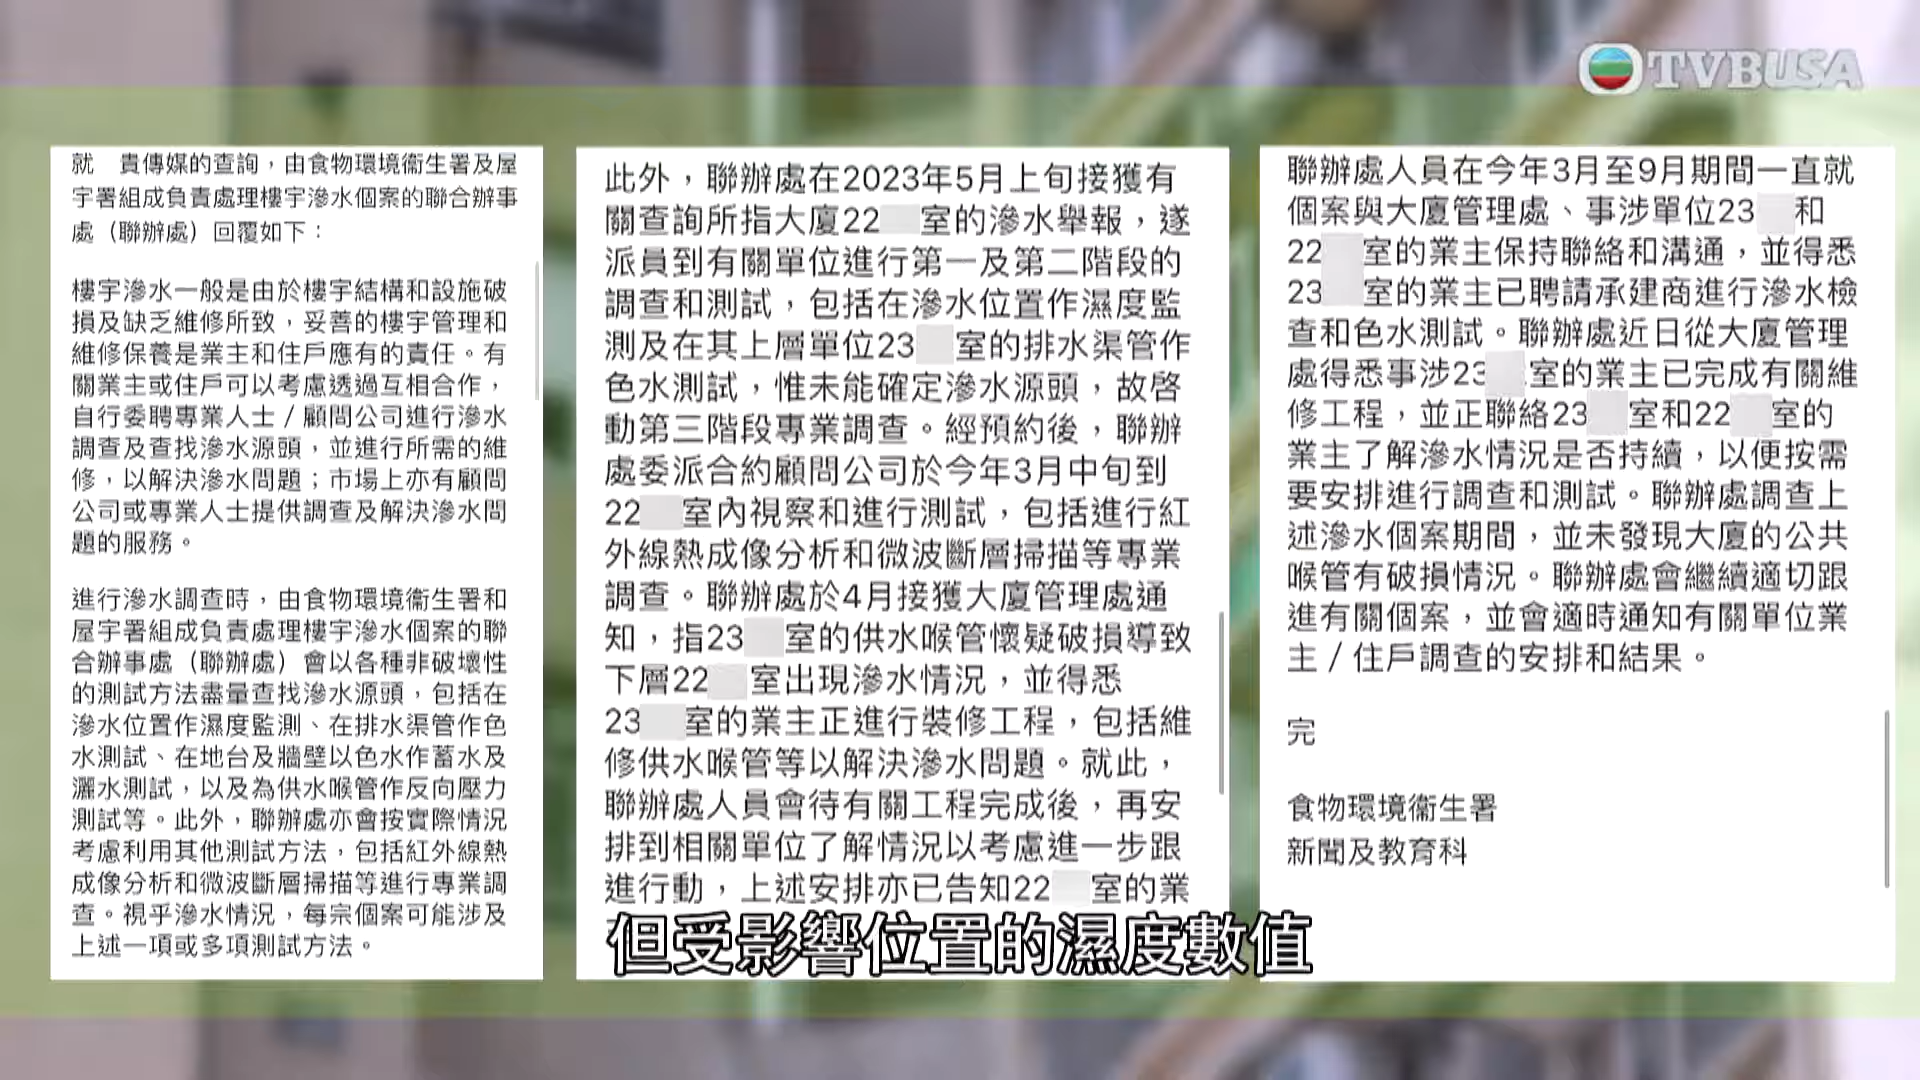 TVBUSA
就 貴傳媒的查詢，由食物環境衞生署及屋
宇署組成負責處理樓宇滲水個案的聯合辦事
處（聯辦處）回覆如下：
樓宇滲水一般是由於樓宇結構和設施破
損及缺乏維修所致，妥善的樓宇管理和
維修保養是業主和住戶應有的責任。有
關業主或住戶可以考慮透過互相合作，
自行委聘專業人士／顧問公司進行滲水
調查及查找滲水源頭，並進行所需的維
修，以解決滲水問題；市場上亦有顧問
公司或專業人士提供調查及解決滲水問
題的服務。
進行滲水調查時，由食物環境衞生署和
屋宇署組成負責處理樓宇滲水個案的聯
合辦事處（聯辦處）會以各種非破壞性
的測試方法盡量查找滲水源頭，包括在
滲水位置作濕度監測、在排水渠管作色
水測試、在地台及牆壁以色水作蓄水及
灑水測試，以及為供水喉管作反向壓力
測試等。此外，聯辦處亦會按實際情況
考慮利用其他測試方法，包括紅外線熱
成像分析和微波斷層掃描等進行專業調
查。視乎滲水情況，每宗個案可能涉及
上述一項或多項測試方法。
此外，聯辦處在2023年5月上旬接獲有
關查詢所指大廈22 室的滲水舉報，遂
派員到有關單位進行第一及第二階段的
調查和測試，包括在滲水位置作濕度監
測及在其上層單位23 室的排水渠管作
色水測試，惟未能確定滲水源頭，故啓
動第三階段專業調查。經預約後，聯辦
處委派合約顧問公司於今年3月中旬到
22 室內視察和進行測試，包括進行紅
外線熱成像分析和微波斷層掃描等專業
調查。聯辦處於4月接獲大廈管理處通
知，指23 室的供水喉管懷疑破損導致
下層22 室出現滲水情況，並得悉
23 室的業主正進行裝修工程，包括維
修供水喉管等以解決滲水問題。就此，
聯辦處人員會待有關工程完成後，再安
排到相關單位了解情況以考慮進一步跟
進行動，上述安排亦已告知22 室的業
聯辦處人員在今年3月至9月期間一直就
個案與大廈管理處、事涉單位23 和
22 室的業主保持聯絡和溝通，並得悉
23 室的業主已聘請承建商進行滲水檢
查和色水測試。聯辦處近日從大廈管理
處得悉事涉23 室的業主已完成有關維
修工程，並正聯絡23 室和22 室的
業主了解滲水情況是否持續，以便按需
要安排進行調查和測試。聯辦處調查上
述滲水個案期間，並未發現大廈的公共
喉管有破損情況。聯辦處會繼續適切跟
進有關個案，並會適時通知有關單位業
主／住戶調查的安排和結果。
完
食物環境衞生署
新聞及教育科
但受影響位置的濕度數值